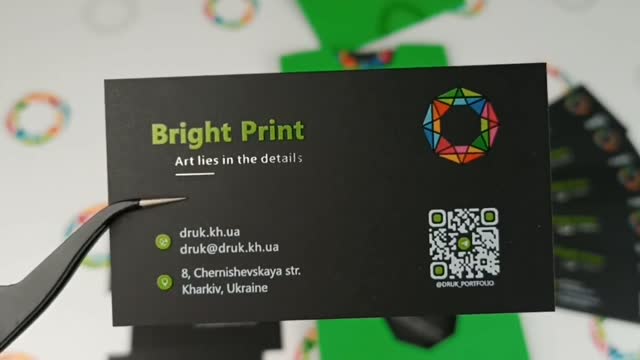 Bright Print
Art lies in the details
druk.kh.ua
druk@druk.kh.ua
8, Chernishevskaya str.
Kharkiv, Ukraine
@DRUK_PORTFOLIO